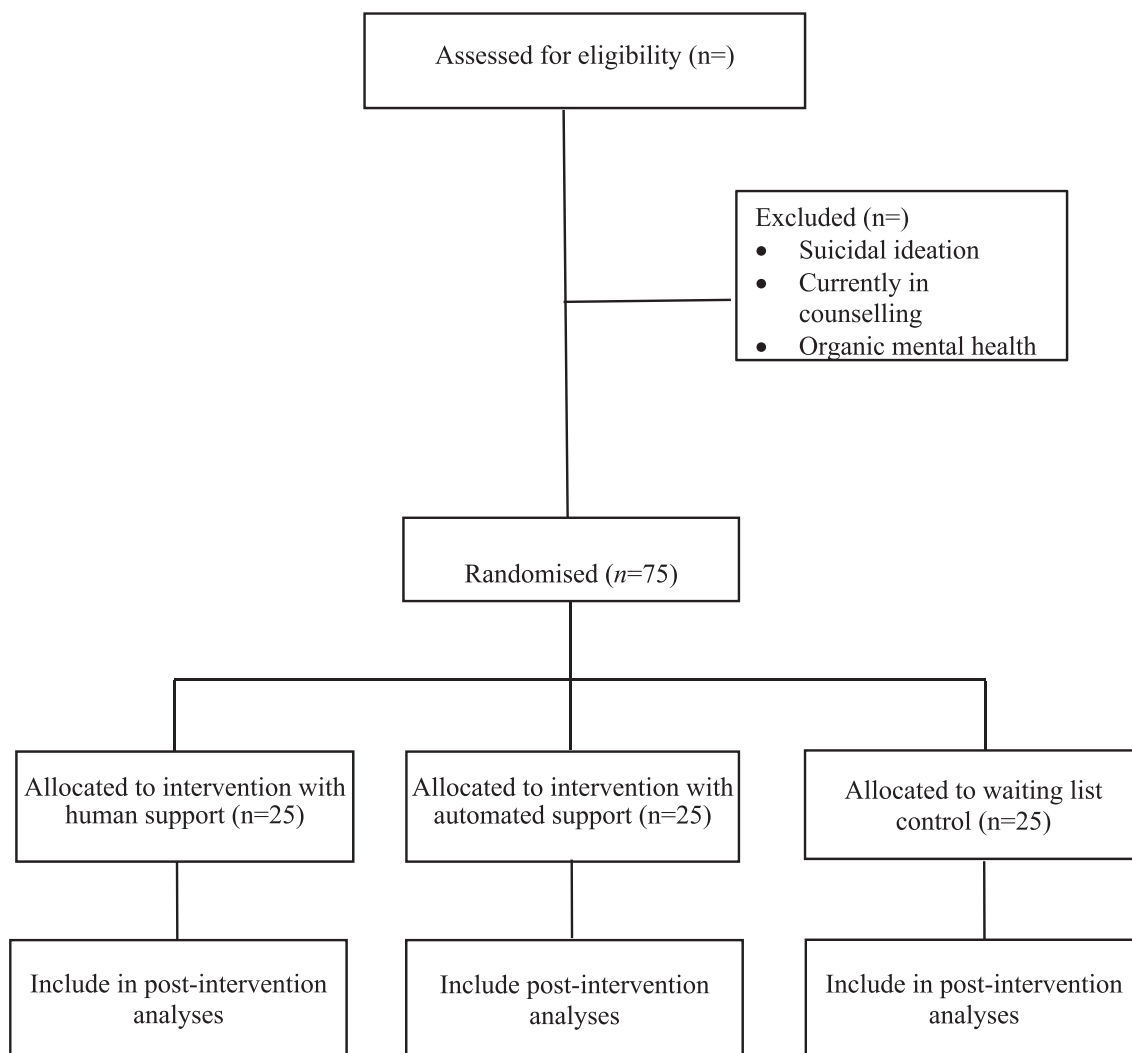 Assessed for eligibility (n=)
Excluded (n=)
• Suicidal ideation
• Currently in
counselling
• Organic mental health
Randomised (n=75)
Allocated to intervention with
human support (n=25)
Allocated to intervention with
automated support (n=25)
Allocated to waiting list
control (n=25)
Include in post-intervention
analyses
Include post-intervention
analyses
Include in post-intervention
analyses